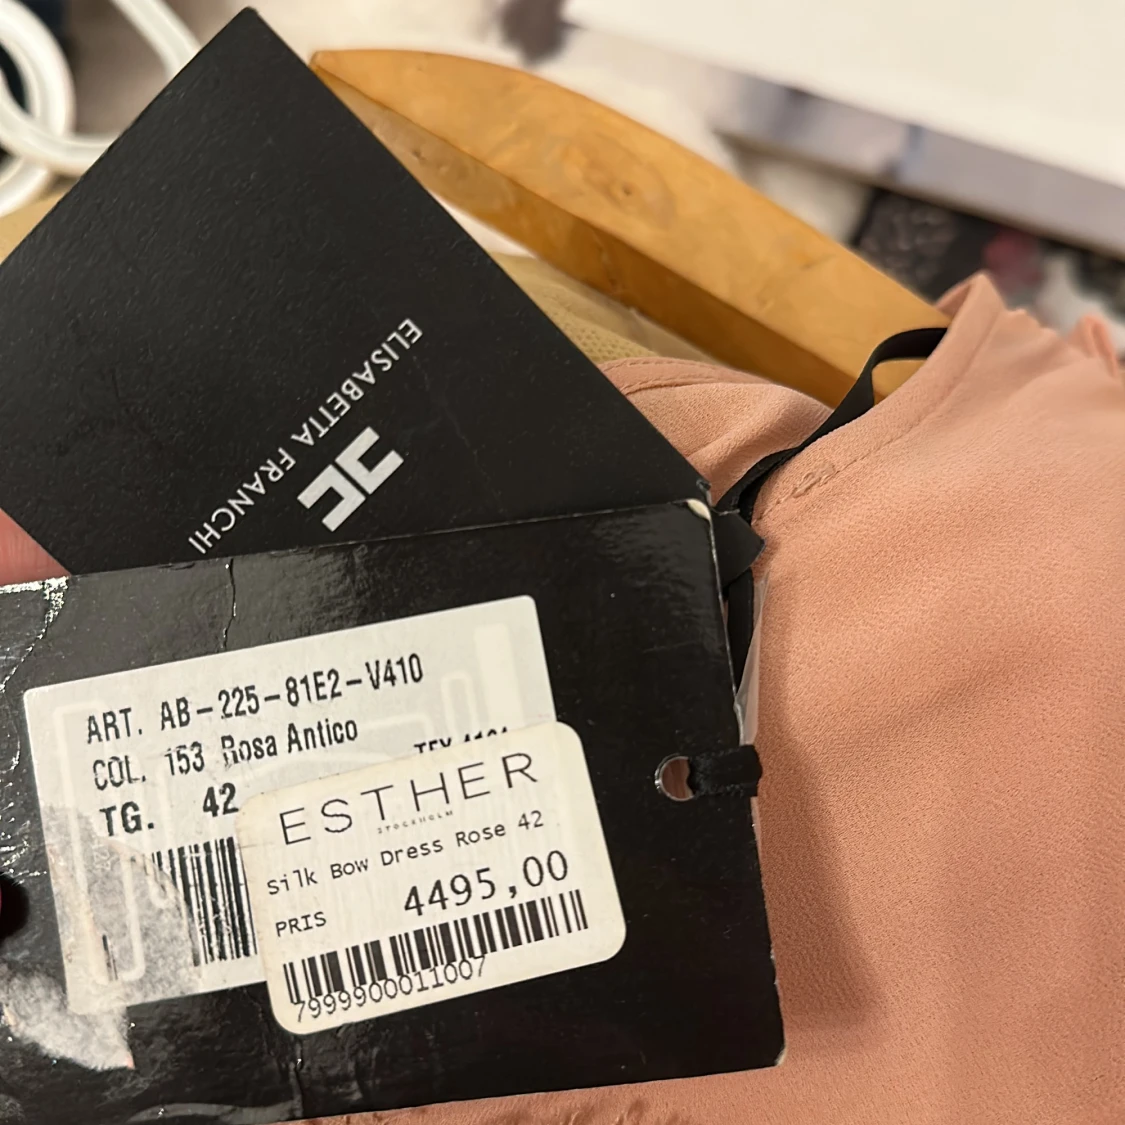 ELISABETTA FRANCHI
ART. AB-225-81E2-V410
COL. 153 Rosa Antico
TG. 42
ESTHER
STOCKHOLM
Silk Bow Dress Rose 42
PRIS 4495,00
7999900011007